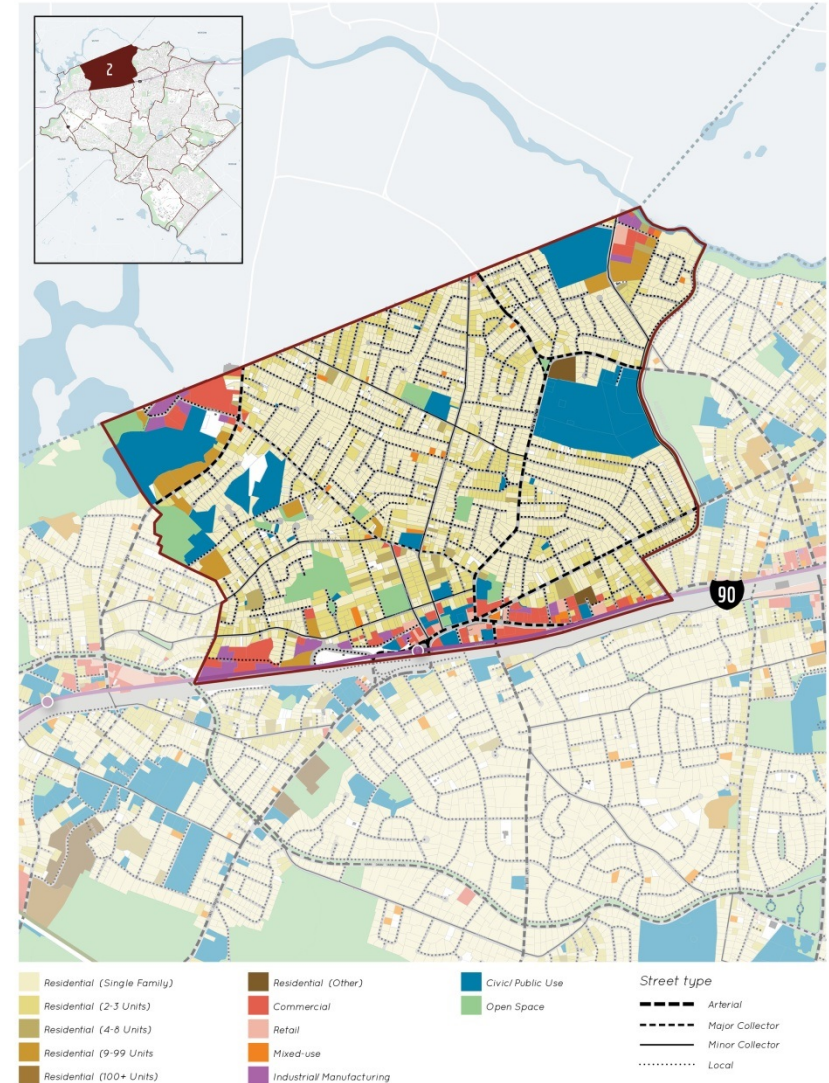 2
90
Residential (Single Family)
Residential (2-3 Units)
Residential (4-8 Units)
Residential (9-99 Units
Residential (100+ Units)
Residential (Other)
Commercial
Retail
Mixed-use
Industrial/ Manufacturing
Civic/ Public Use
Open Space
Street type
Arterial
Major Collector
Minor Collector
Local